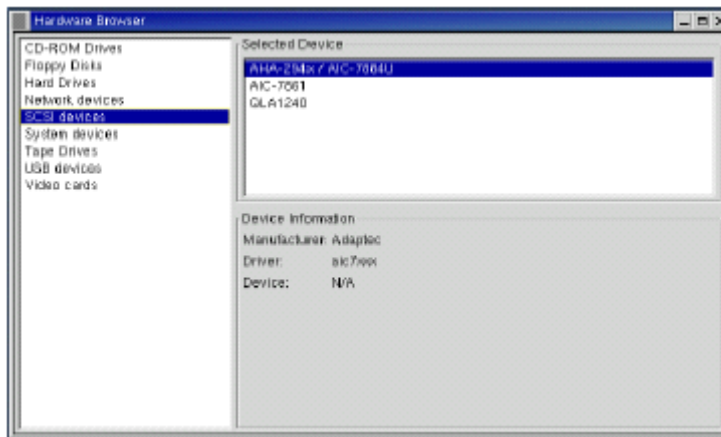 Hardware Browser
CD-ROM Drives
Floppy Disks
Hard Drives
Network devices
SCSI devices
System devices
Tape Drives
USB devices
Video cards
Selected Device
AHA-294x / AIC-7884U
AIC-7861
QLA1240
Device Information
Manufacturer: Adaptec
Driver: aic7xxx
Device: N/A